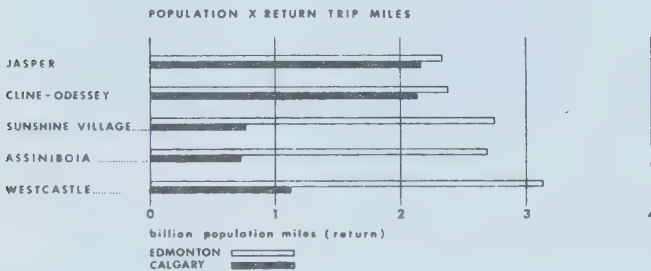 POPULATION X RETURN TRIP MILES
JASPER
CLINE-ODESSEY
SUNSHINE VILLAGE....
ASSINIBOIA ............
WESTCASTLE........
0 1 2 3 4
billion population miles (return)
EDMONTON
CALGARY